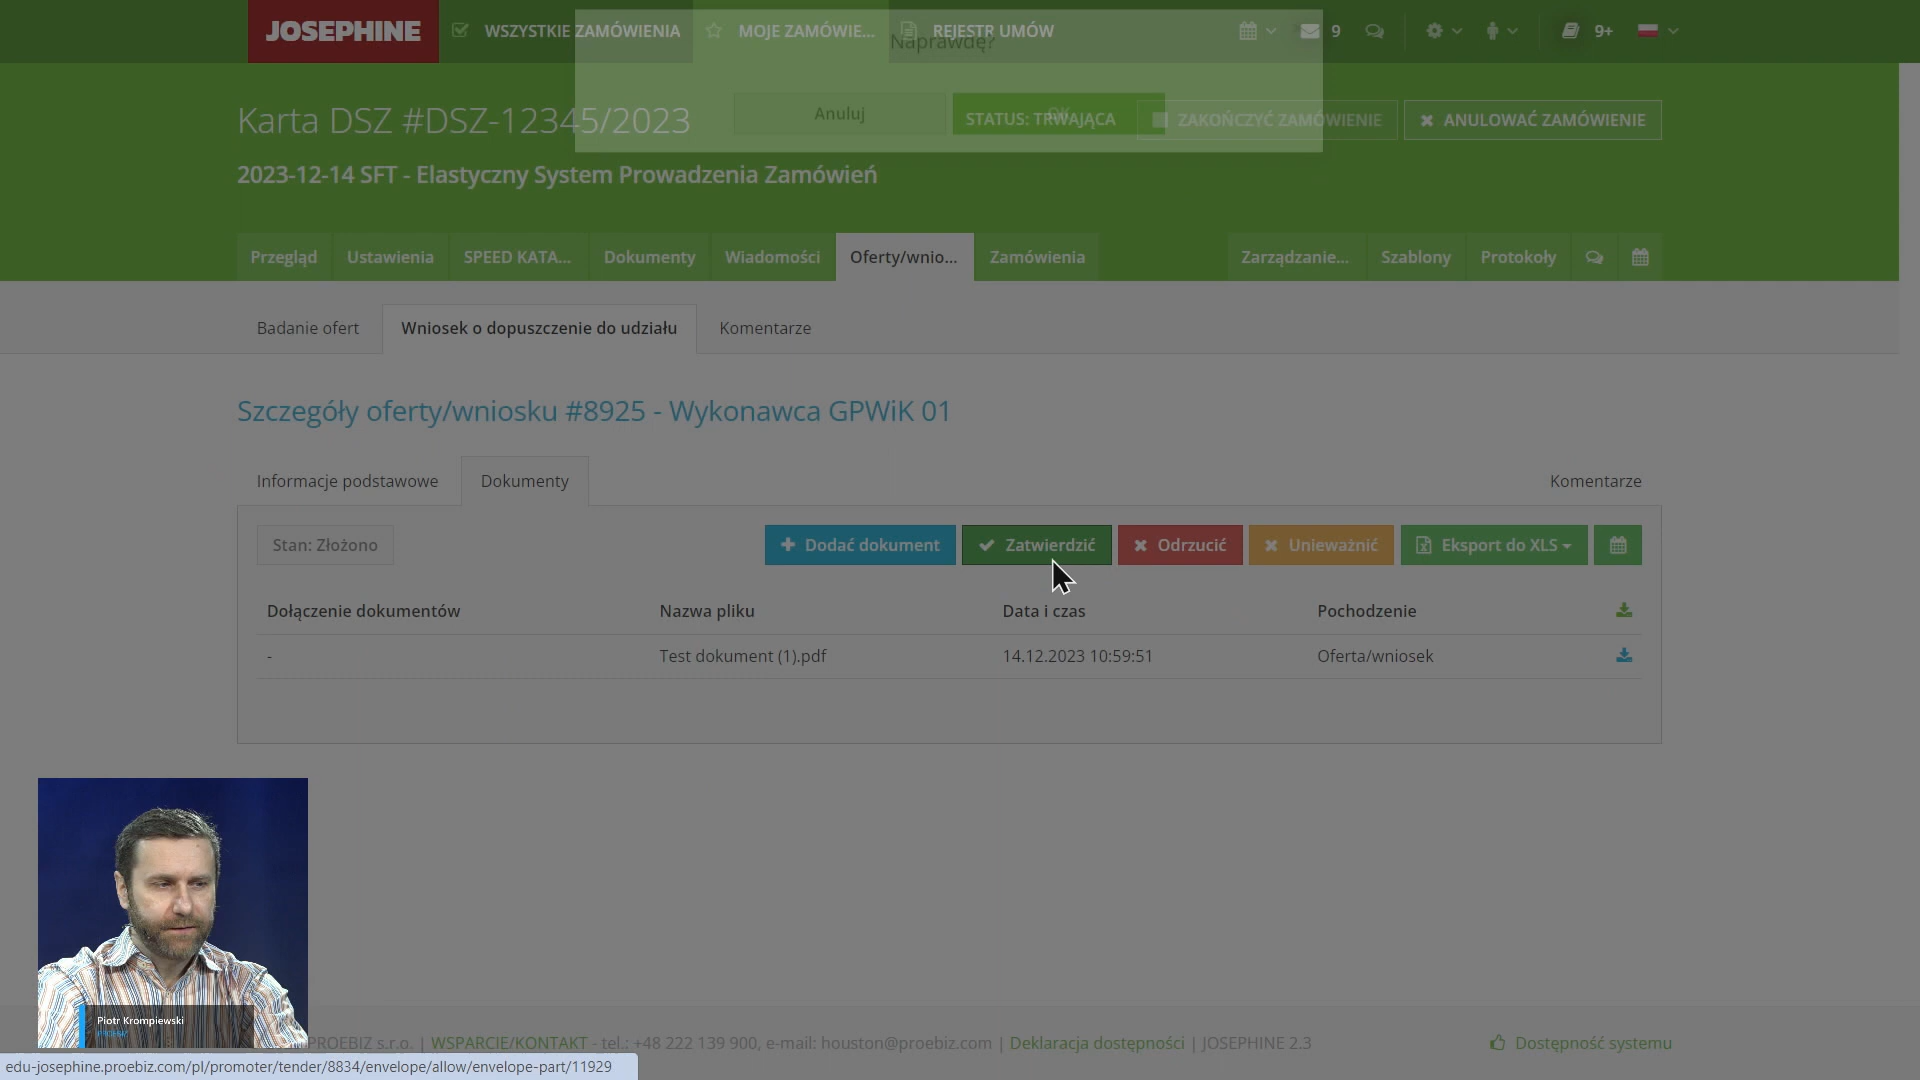 JOSEPHINE
WSZYSTKIE ZAMÓWIENIA
MOJE ZAMÓWIE...
REJESTR UMÓW
9
9+
Naprawdę?
Anuluj
OK
Karta DSZ #DSZ-12345/2023
STATUS: TRWAJĄCA
ZAKOŃCZYĆ ZAMÓWIENIE
ANULOWAĆ ZAMÓWIENIE
2023-12-14 SFT - Elastyczny System Prowadzenia Zamówień
Przegląd
Ustawienia
SPEED KATA...
Dokumenty
Wiadomości
Oferty/wnio...
Zamówienia
Zarządzanie...
Szablony
Protokoły
Badanie ofert
Wniosek o dopuszczenie do udziału
Komentarze
Szczegóły oferty/wniosku #8925 - Wykonawca GPWiK 01
Informacje podstawowe
Dokumenty
Komentarze
Stan: Złożono
Dodać dokument
Zatwierdzić
Odrzucić
Unieważnić
Eksport do XLS
Dołączenie dokumentów
Nazwa pliku
Data i czas
Pochodzenie
-
Test dokument (1).pdf
14.12.2023 10:59:51
Oferta/wniosek
Piotr Krompiewski
PROEBIZ
PROEBIZ s.r.o. | WSPARCIE/KONTAKT - tel.: +48 222 139 900, e-mail: houston@proebiz.com | Deklaracja dostępności | JOSEPHINE 2.3
Dostępność systemu
edu-josephine.proebiz.com/pl/promoter/tender/8834/envelope/allow/envelope-part/11929